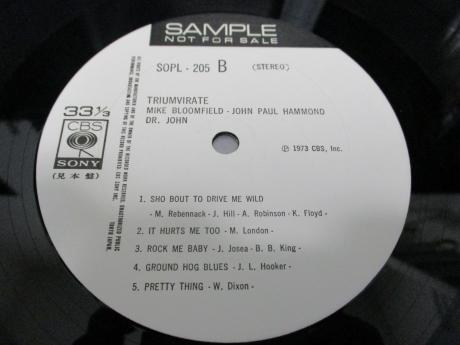 SAMPLE
NOT FOR SALE
SOPL - 205 B (STEREO)
TRIUMVIRATE
MIKE BLOOMFIELD - JOHN PAUL HAMMOND
DR. JOHN
33 1/3
CBS
SONY
(見本盤)
℗ 1973 CBS, Inc.
1. SHO BOUT TO DRIVE ME WILD
- M. Rebennack - J. Hill - A. Robinson - K. Floyd -
2. IT HURTS ME TOO - M. London -
3. ROCK ME BABY - J. Josea - B. B. King -
4. GROUND HOG BLUES - J. L. Hooker -
5. PRETTY THING - W. Dixon -